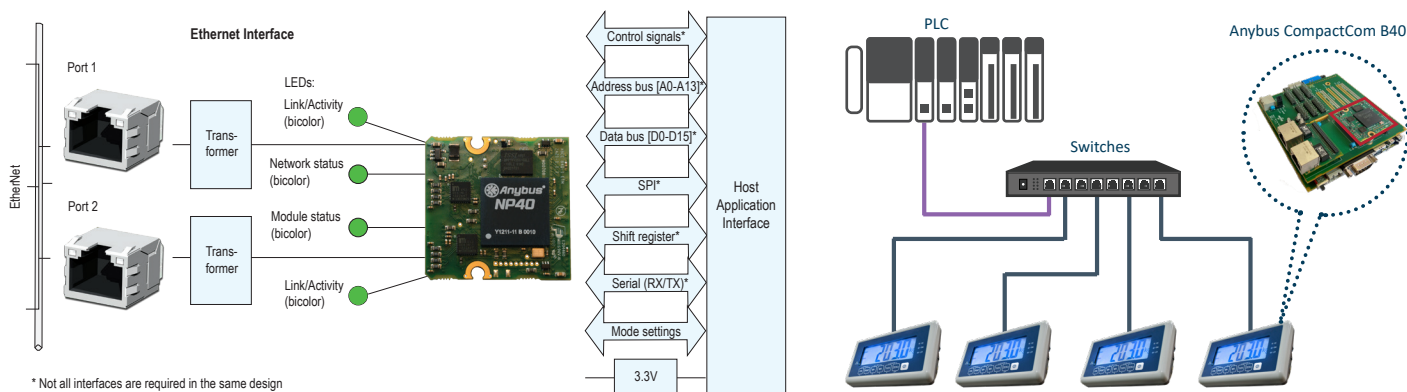 Ethernet Interface
EtherNet
Port 1
Port 2
Trans-
former
Trans-
former
LEDs:
Link/Activity
(bicolor)
Network status
(bicolor)
Module status
(bicolor)
Link/Activity
(bicolor)
Anybus®
NP40
Y1211-11 B 0010
Control signals*
Address bus [A0-A13]*
Data bus [D0-D15]*
SPI*
Shift register*
Serial (RX/TX)*
Mode settings
3.3V
Host
Application
Interface
* Not all interfaces are required in the same design
PLC
Anybus CompactCom B40
Switches